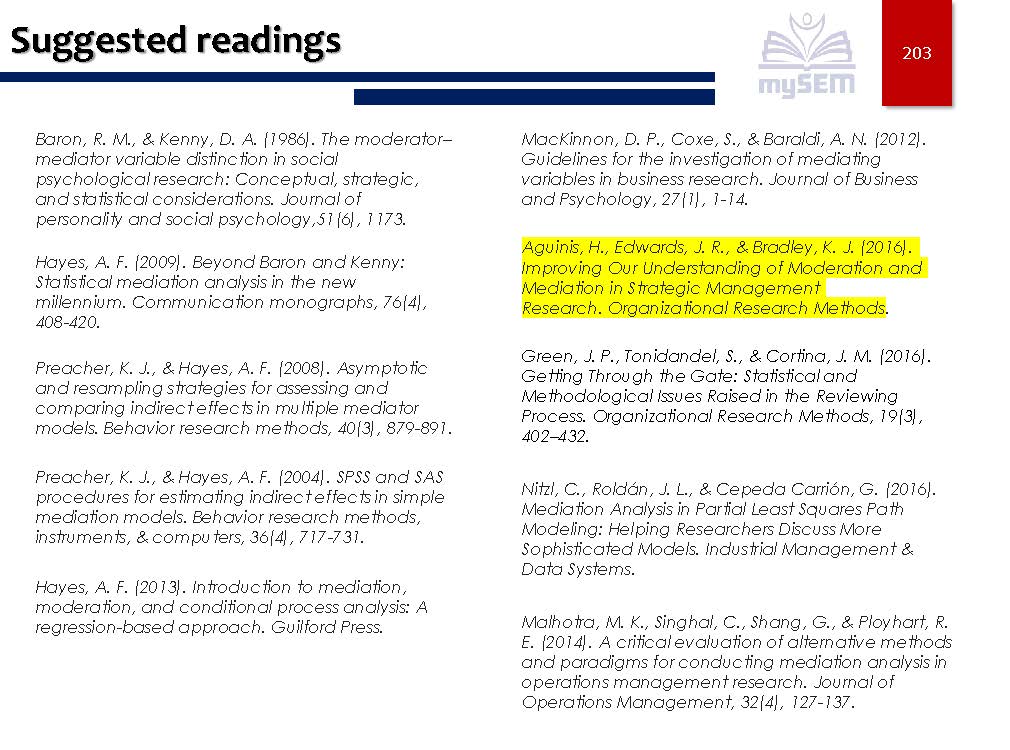 Suggested readings
mySEM
203
Baron, R. M., & Kenny, D. A. (1986). The moderator–
mediator variable distinction in social
psychological research: Conceptual, strategic,
and statistical considerations. Journal of
personality and social psychology,51(6), 1173.
Hayes, A. F. (2009). Beyond Baron and Kenny:
Statistical mediation analysis in the new
millennium. Communication monographs, 76(4),
408-420.
Preacher, K. J., & Hayes, A. F. (2008). Asymptotic
and resampling strategies for assessing and
comparing indirect effects in multiple mediator
models. Behavior research methods, 40(3), 879-891.
Preacher, K. J., & Hayes, A. F. (2004). SPSS and SAS
procedures for estimating indirect effects in simple
mediation models. Behavior research methods,
instruments, & computers, 36(4), 717-731.
Hayes, A. F. (2013). Introduction to mediation,
moderation, and conditional process analysis: A
regression-based approach. Guilford Press.
MacKinnon, D. P., Coxe, S., & Baraldi, A. N. (2012).
Guidelines for the investigation of mediating
variables in business research. Journal of Business
and Psychology, 27(1), 1-14.
Aguinis, H., Edwards, J. R., & Bradley, K. J. (2016).
Improving Our Understanding of Moderation and
Mediation in Strategic Management
Research. Organizational Research Methods.
Green, J. P., Tonidandel, S., & Cortina, J. M. (2016).
Getting Through the Gate: Statistical and
Methodological Issues Raised in the Reviewing
Process. Organizational Research Methods, 19(3),
402–432.
Nitzl, C., Roldán, J. L., & Cepeda Carrión, G. (2016).
Mediation Analysis in Partial Least Squares Path
Modeling: Helping Researchers Discuss More
Sophisticated Models. Industrial Management &
Data Systems.
Malhotra, M. K., Singhal, C., Shang, G., & Ployhart, R.
E. (2014). A critical evaluation of alternative methods
and paradigms for conducting mediation analysis in
operations management research. Journal of
Operations Management, 32(4), 127-137.